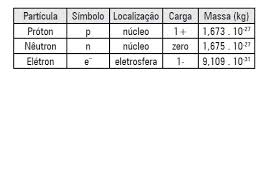 Partícula Símbolo Localização Carga Massa (kg)
Próton p núcleo 1+ 1,673 . 10⁻²⁷
Nêutron n núcleo zero 1,675 . 10⁻²⁷
Elétron e⁻ eletrosfera 1- 9,109 . 10⁻³¹